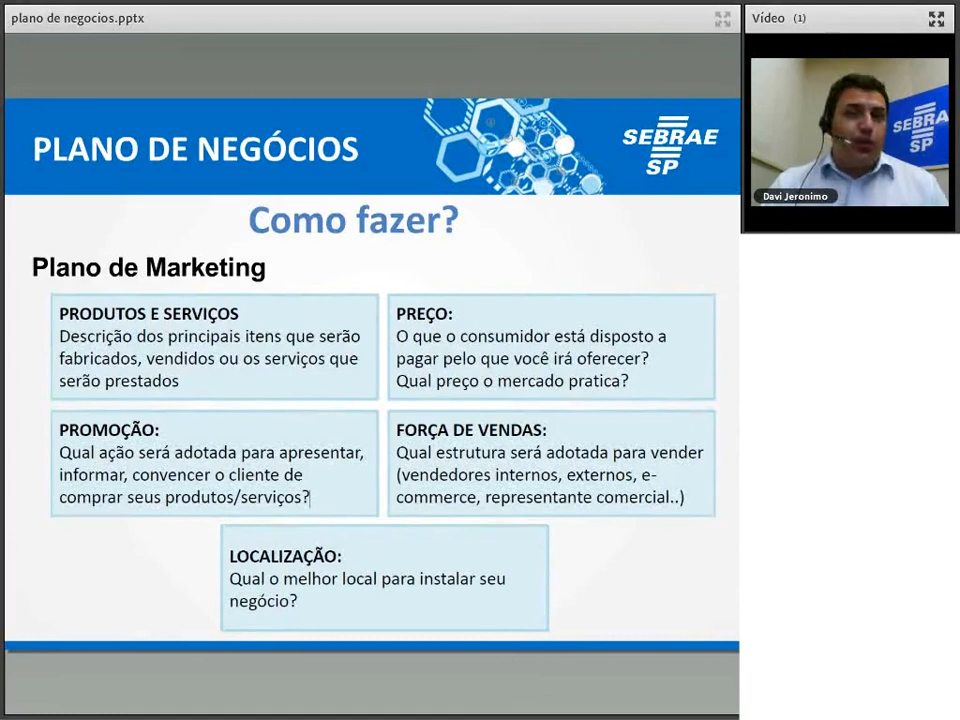 plano de negocios.pptx
Vídeo (1)
PLANO DE NEGÓCIOS
SEBRAE
SP
SEBRAE
SP
Davi Jeronimo
Como fazer?
Plano de Marketing
PRODUTOS E SERVIÇOS
Descrição dos principais itens que serão
fabricados, vendidos ou os serviços que
serão prestados
PREÇO:
O que o consumidor está disposto a
pagar pelo que você irá oferecer?
Qual preço o mercado pratica?
PROMOÇÃO:
Qual ação será adotada para apresentar,
informar, convencer o cliente de
comprar seus produtos/serviços?
FORÇA DE VENDAS:
Qual estrutura será adotada para vender
(vendedores internos, externos, e-
commerce, representante comercial..)
LOCALIZAÇÃO:
Qual o melhor local para instalar seu
negócio?